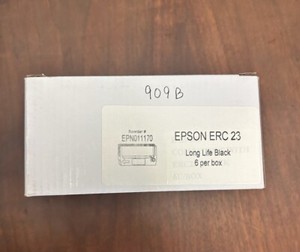 909B
Reorder #
EPN011170
EPSON ERC 23
Long Life Black
6 per box